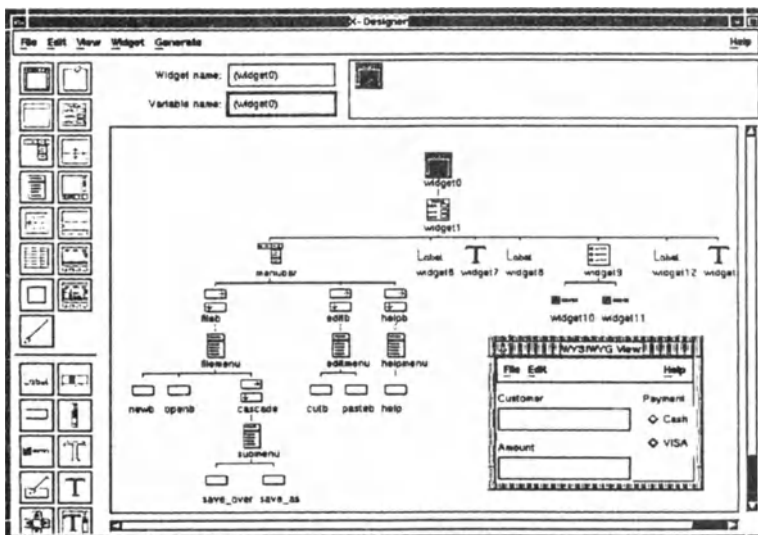 X-Designer
File Edit View Widget Generate Help
Widget name: (widget0)
Variable name: (widget0)
widget0
widget1
menubar
Label
widget6
widget7
Label
widget8
widget9
Label
widget12
widget
fileb
editb
helpb
widget10
widget11
filemenu
editmenu
helpmenu
WYSIWYG View
File Edit Help
newb
openb
cascade
cutb
pasteb
help
Customer
Payment
Cash
VISA
Amount
submenu
save_over
save_as
Label